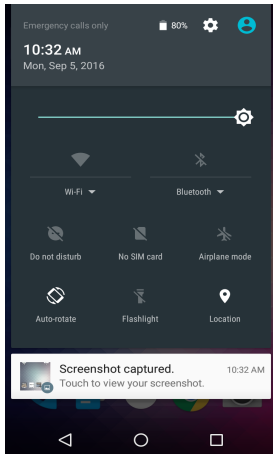 Emergency calls only
80%
10:32 AM
Mon, Sep 5, 2016
Wi-Fi
Bluetooth
Do not disturb
No SIM card
Airplane mode
Auto-rotate
Flashlight
Location
Screenshot captured.
10:32 AM
Touch to view your screenshot.